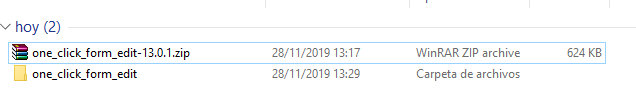 hoy (2)
one_click_form_edit-13.0.1.zip 28/11/2019 13:17 WinRAR ZIP archive 624 KB
one_click_form_edit 28/11/2019 13:29 Carpeta de archivos